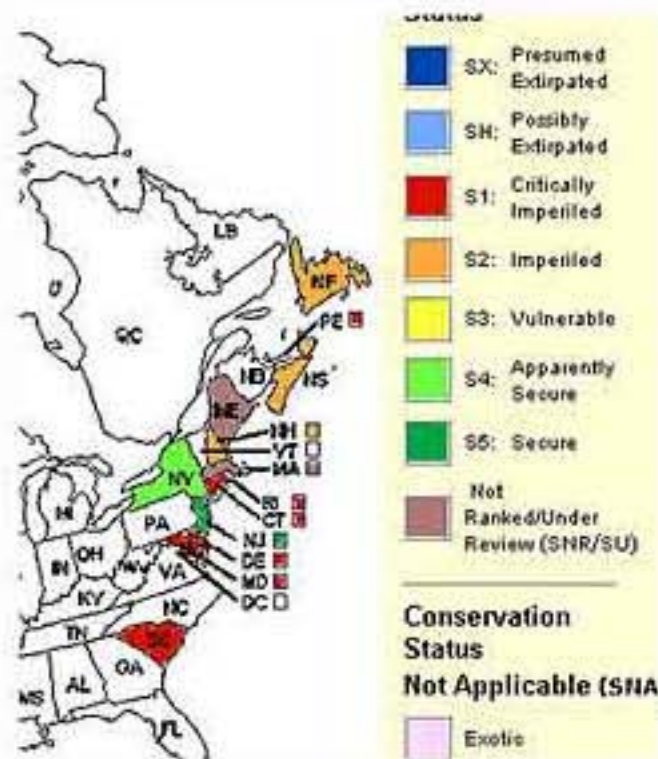 Status
SX: Presumed
Extirpated
SH: Possibly
Extirpated
S1: Critically
Imperiled
S2: Imperiled
S3: Vulnerable
S4: Apparently
Secure
S5: Secure
Not
Ranked/Under
Review (SNR/SU)
Conservation
Status
Not Applicable (SNA
Exotic
LB
NF
QC
PE
NB
NS
ME
NH
VT
MA
NY
RI
CT
MI
PA
NJ
OH
DE
IN
MD
VA
DC
KY
NC
TN
SC
MS
AL
GA
FL